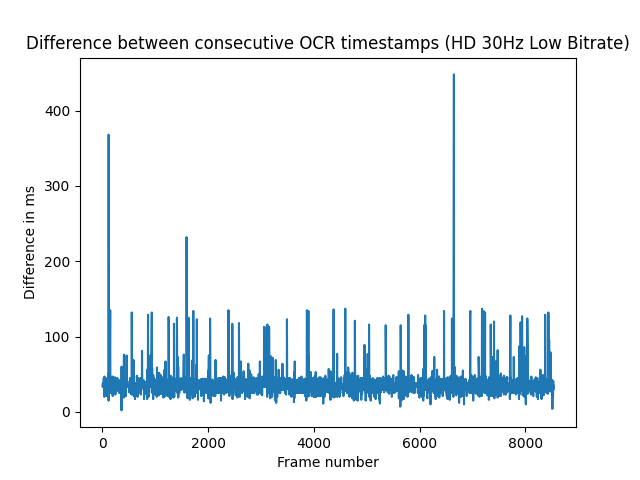 Difference between consecutive OCR timestamps (HD 30Hz Low Bitrate)
Difference in ms
400
300
200
100
0
0 2000 4000 6000 8000
Frame number